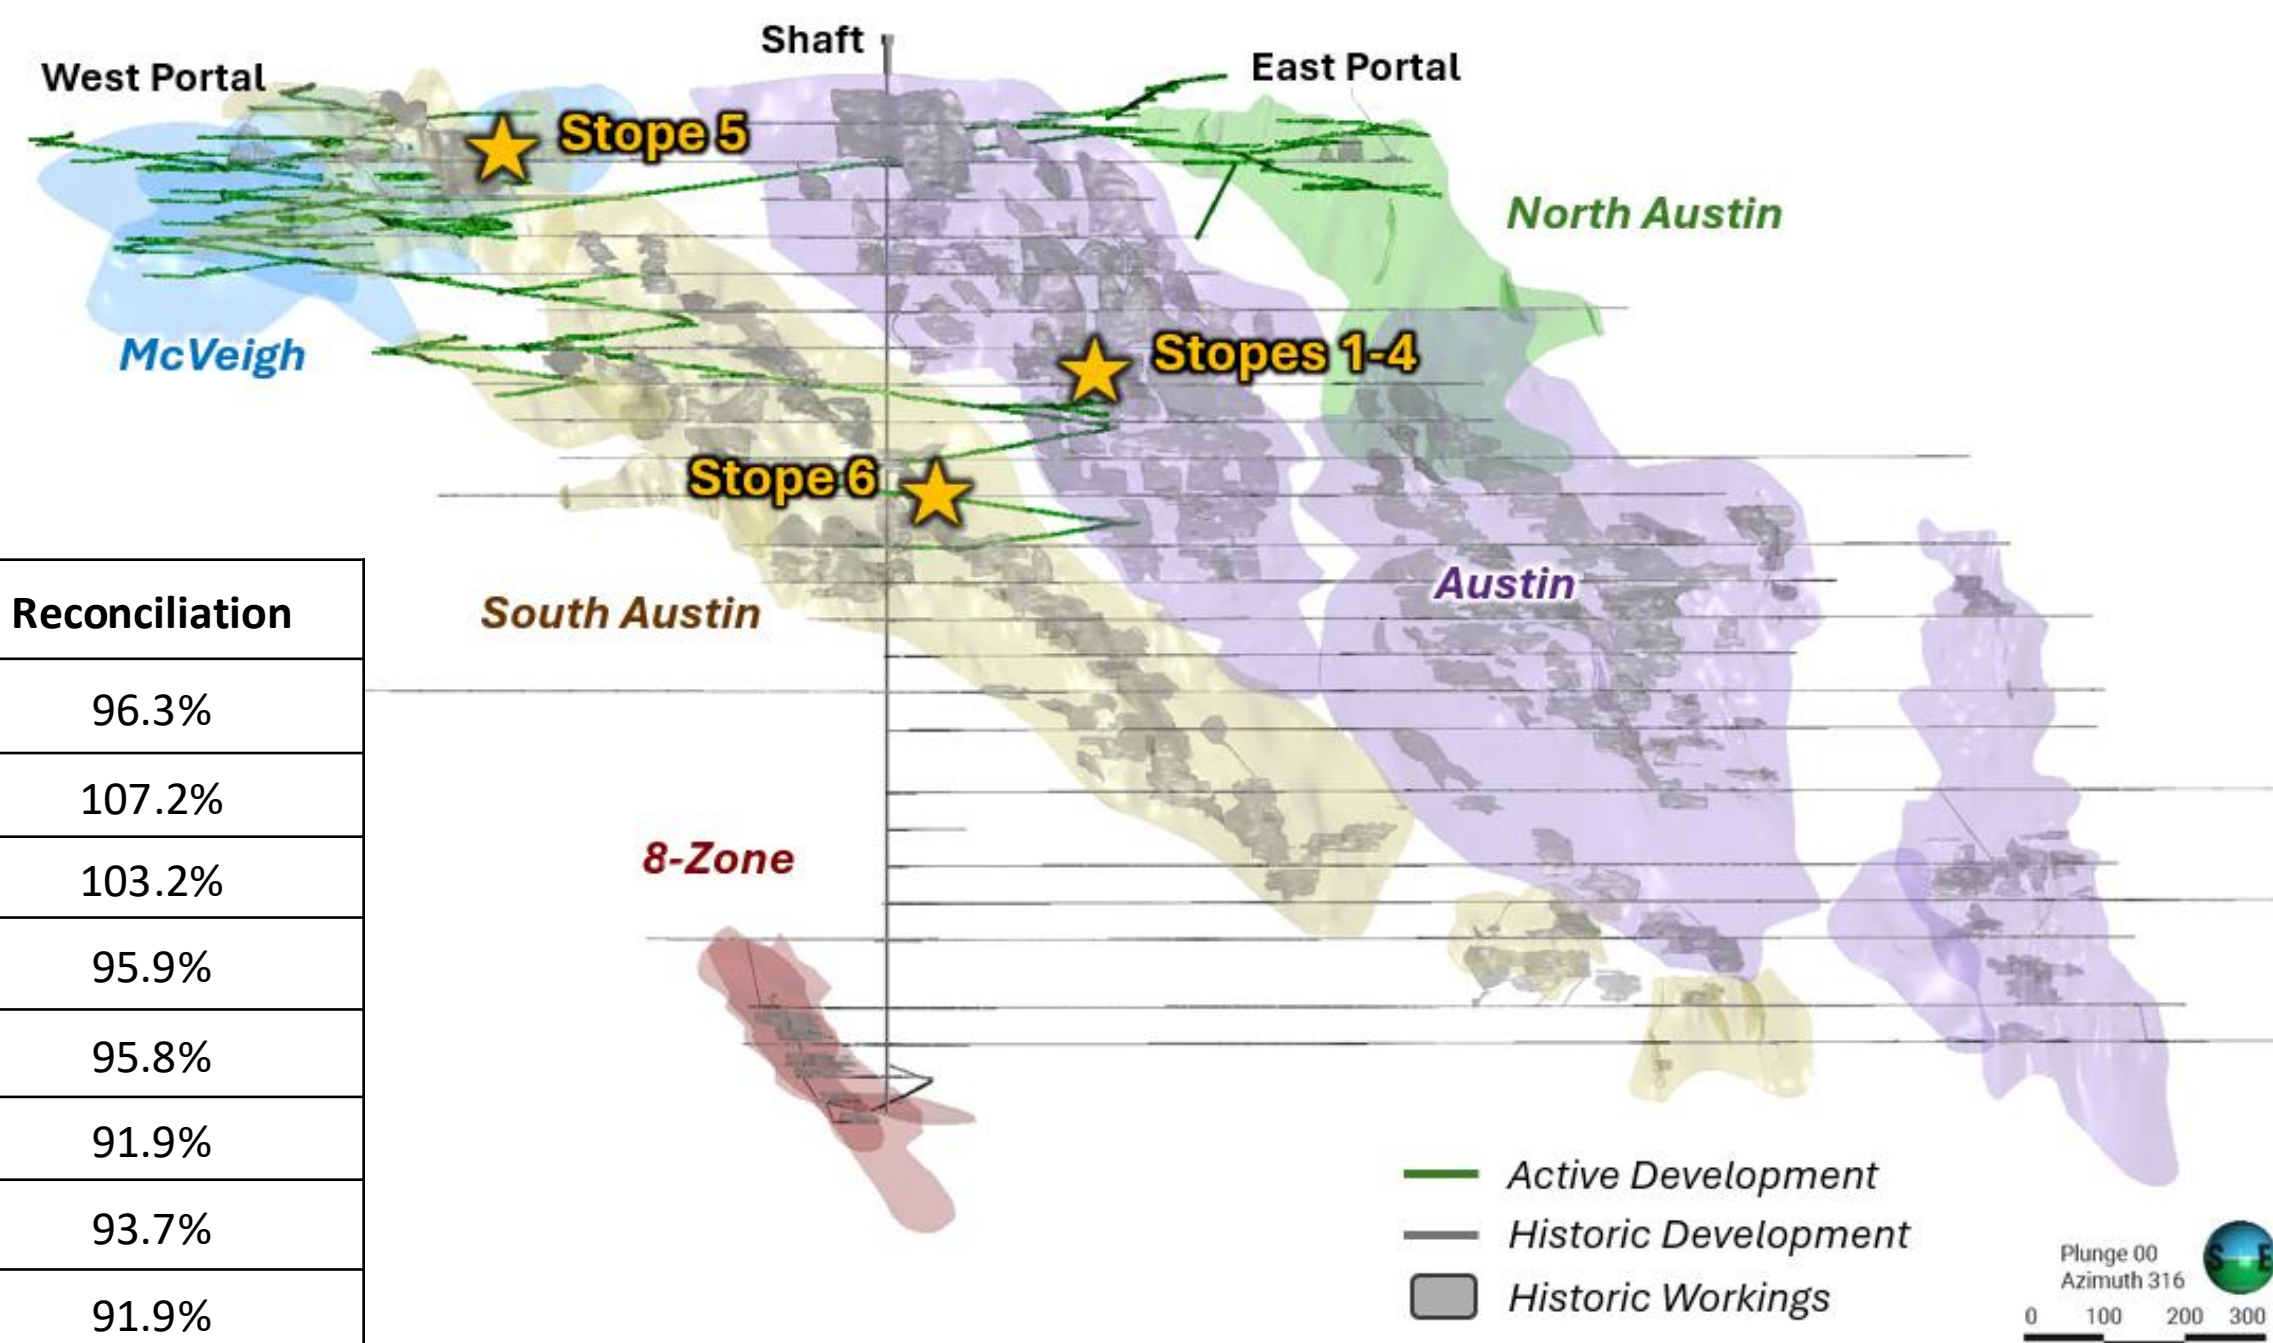 Shaft
West Portal
East Portal
Stope 5
North Austin
McVeigh
Stopes 1-4
Stope 6
Austin
South Austin
8-Zone
Reconciliation
96.3%
107.2%
103.2%
95.9%
95.8%
91.9%
93.7%
91.9%
Active Development
Historic Development
Historic Workings
Plunge 00
Azimuth 316
S E
0 100 200 300